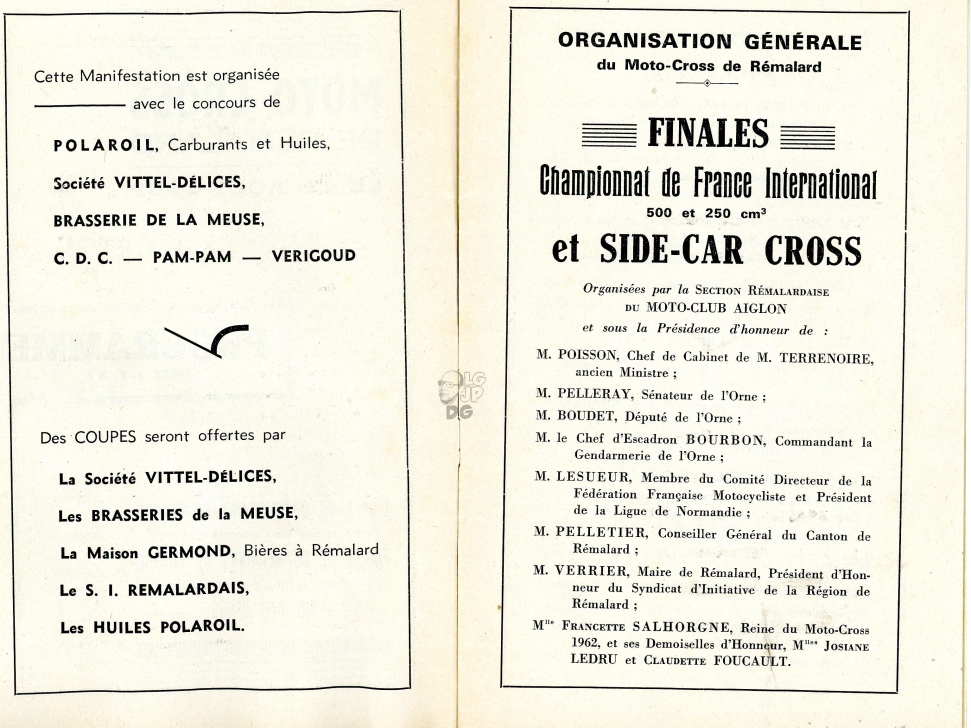 Cette Manifestation est organisée
avec le concours de
POLAROIL, Carburants et Huiles,
Société VITTEL-DÉLICES,
BRASSERIE DE LA MEUSE,
C. D. C. — PAM-PAM — VERIGOUD
Des COUPES seront offertes par
La Société VITTEL-DÉLICES,
Les BRASSERIES de la MEUSE,
La Maison GERMOND, Bières à Rémalard
Le S. I. REMALARDAIS,
Les HUILES POLAROIL.
LG
JP
DG
ORGANISATION GÉNÉRALE
du Moto-Cross de Rémalard
FINALES
Championnat de France International
500 et 250 cm³
et SIDE-CAR CROSS
Organisées par la SECTION RÉMALARDAISE
DU MOTO-CLUB AIGLON
et sous la Présidence d'honneur de :
M. POISSON, Chef de Cabinet de M. TERRENOIRE,
ancien Ministre ;
M. PELLERAY, Sénateur de l'Orne ;
M. BOUDET, Député de l'Orne ;
M. le Chef d'Escadron BOURBON, Commandant la
Gendarmerie de l'Orne ;
M. LESUEUR, Membre du Comité Directeur de la
Fédération Française Motocycliste et Président
de la Ligue de Normandie ;
M. PELLETIER, Conseiller Général du Canton de
Rémalard ;
M. VERRIER, Maire de Rémalard, Président d'Hon-
neur du Syndicat d'Initiative de la Région de
Rémalard ;
Mlle FRANCETTE SALHORGNE, Reine du Moto-Cross
1962, et ses Demoiselles d'Honneur, Mlles JOSIANE
LEDRU et CLAUDETTE FOUCAULT.